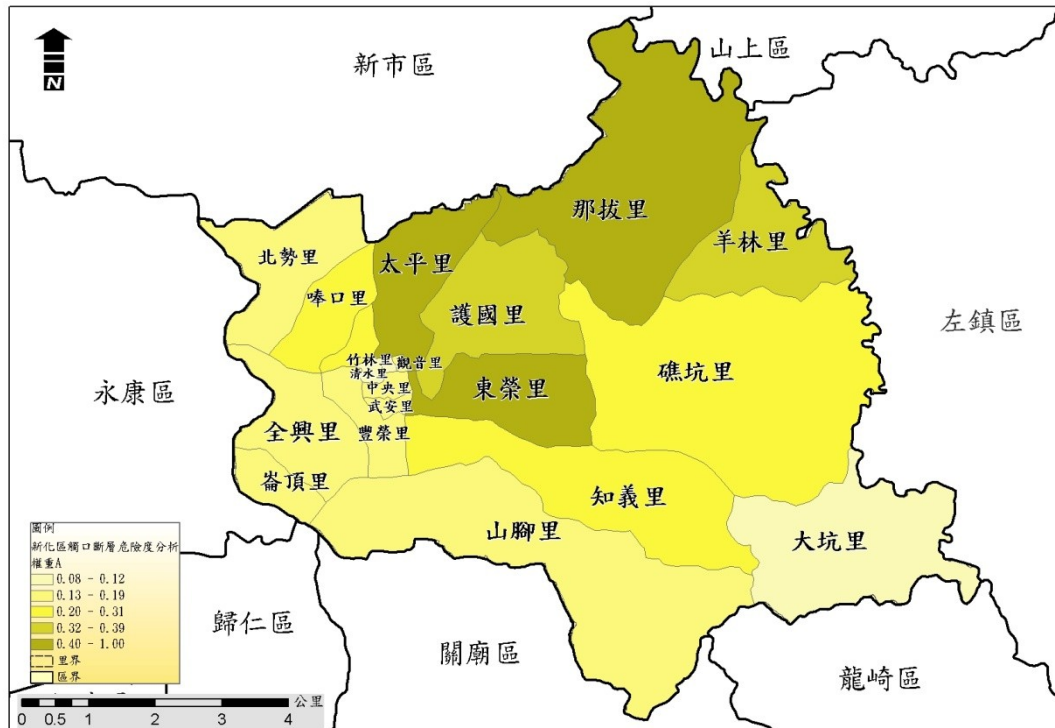 N
新市區
山上區
那拔里
羊林里
北勢里
太平里
唪口里
護國里
左鎮區
竹林里
觀音里
清水里
礁坑里
永康區
中央里
東榮里
武安里
全興里
豐榮里
崙頂里
知義里
山腳里
大坑里
圖例
新化區觸口斷層危險度分析
權重A
0.08 - 0.12
0.13 - 0.19
0.20 - 0.31
0.32 - 0.39
0.40 - 1.00
里界
區界
歸仁區
關廟區
龍崎區
公里
0 0.5 1 2 3 4